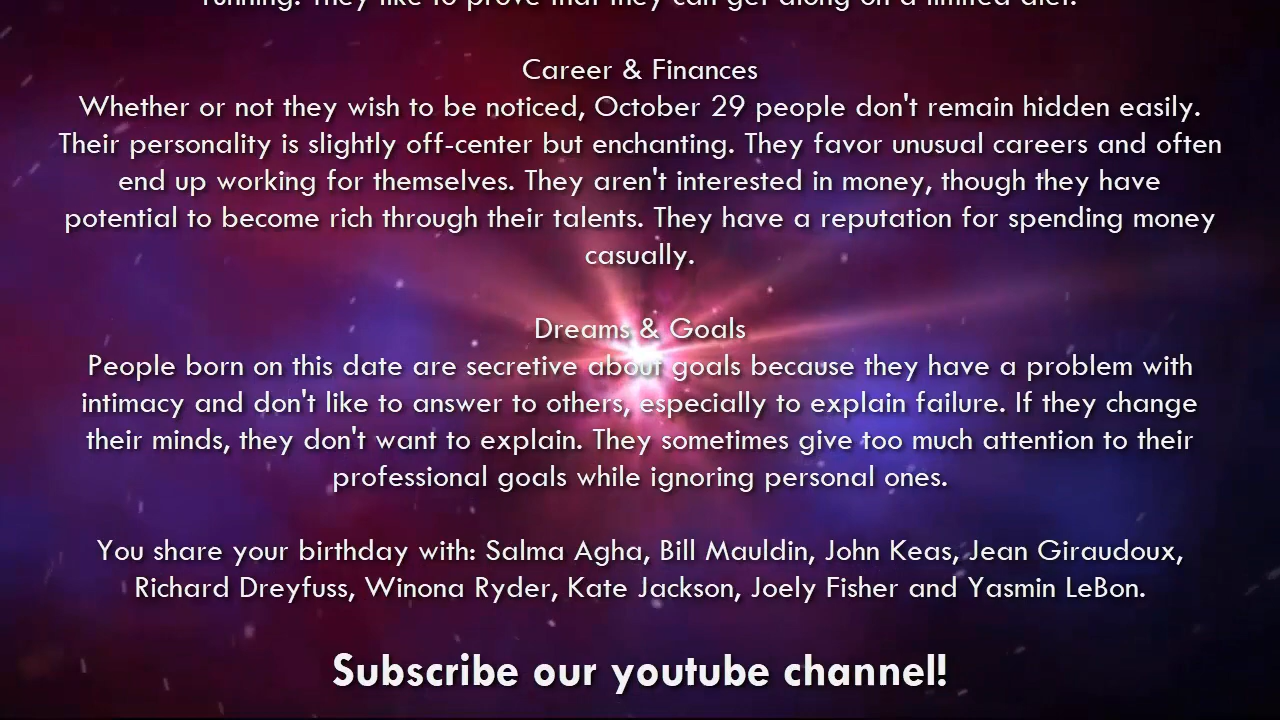 running. They like to prove that they can get along on a limited diet.
Career & Finances
Whether or not they wish to be noticed, October 29 people don't remain hidden easily.
Their personality is slightly off-center but enchanting. They favor unusual careers and often
end up working for themselves. They aren't interested in money, though they have
potential to become rich through their talents. They have a reputation for spending money
casually.
Dreams & Goals
People born on this date are secretive about goals because they have a problem with
intimacy and don't like to answer to others, especially to explain failure. If they change
their minds, they don't want to explain. They sometimes give too much attention to their
professional goals while ignoring personal ones.
You share your birthday with: Salma Agha, Bill Mauldin, John Keas, Jean Giraudoux,
Richard Dreyfuss, Winona Ryder, Kate Jackson, Joely Fisher and Yasmin LeBon.
Subscribe our youtube channel!